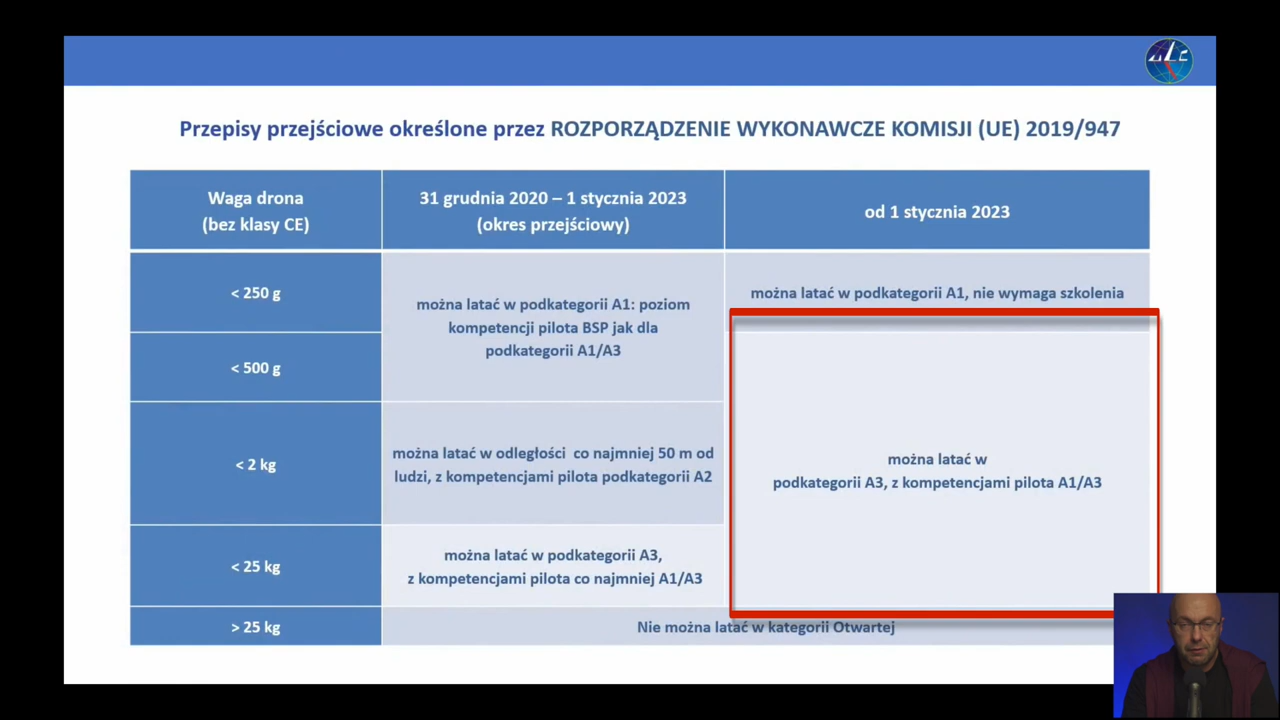 ULC
Przepisy przejściowe określone przez ROZPORZĄDZENIE WYKONAWCZE KOMISJI (UE) 2019/947
Waga drona
(bez klasy CE)
31 grudnia 2020 – 1 stycznia 2023
(okres przejściowy)
od 1 stycznia 2023
< 250 g
można latać w podkategorii A1: poziom
kompetencji pilota BSP jak dla
podkategorii A1/A3
można latać w podkategorii A1, nie wymaga szkolenia
< 500 g
< 2 kg
można latać w odległości co najmniej 50 m od
ludzi, z kompetencjami pilota podkategorii A2
można latać w
podkategorii A3, z kompetencjami pilota A1/A3
< 25 kg
można latać w podkategorii A3,
z kompetencjami pilota co najmniej A1/A3
> 25 kg
Nie można latać w kategorii Otwartej